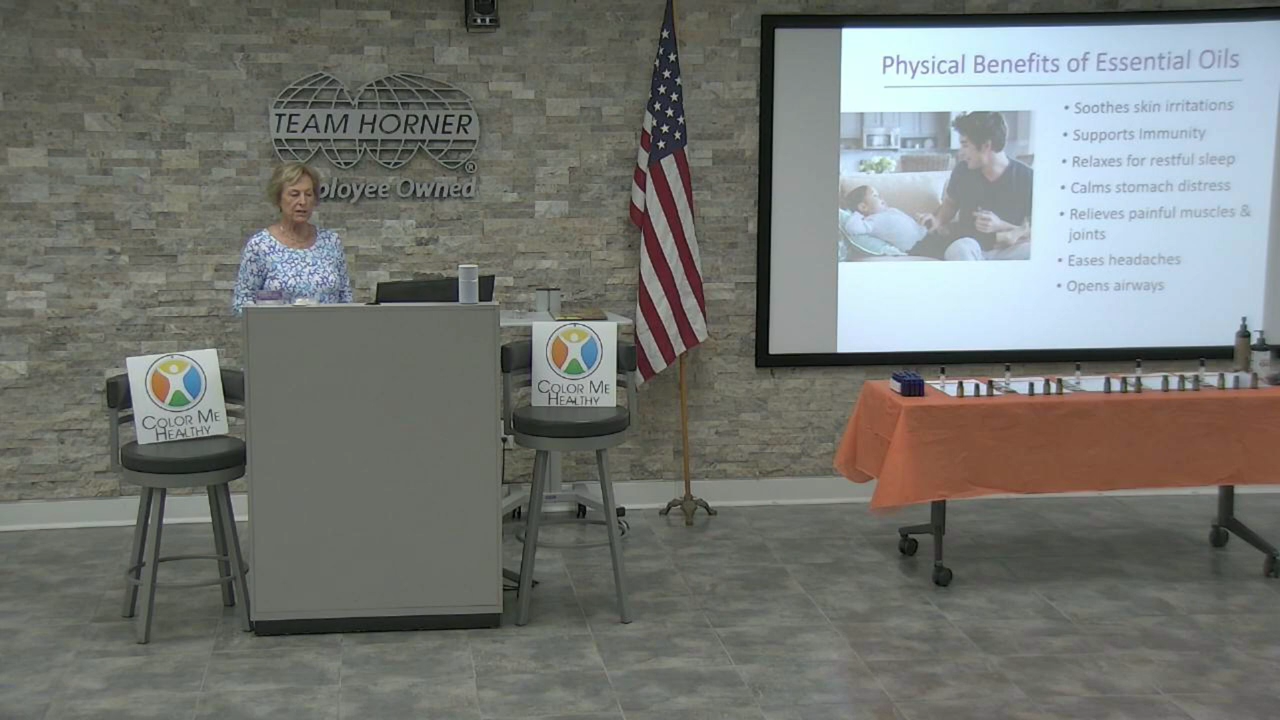 TEAM HORNER
®
ployee Owned
COLOR ME
HEALTHY
COLOR ME
HEALTHY
Physical Benefits of Essential Oils
• Soothes skin irritations
• Supports Immunity
• Relaxes for restful sleep
• Calms stomach distress
• Relieves painful muscles &
joints
• Eases headaches
• Opens airways